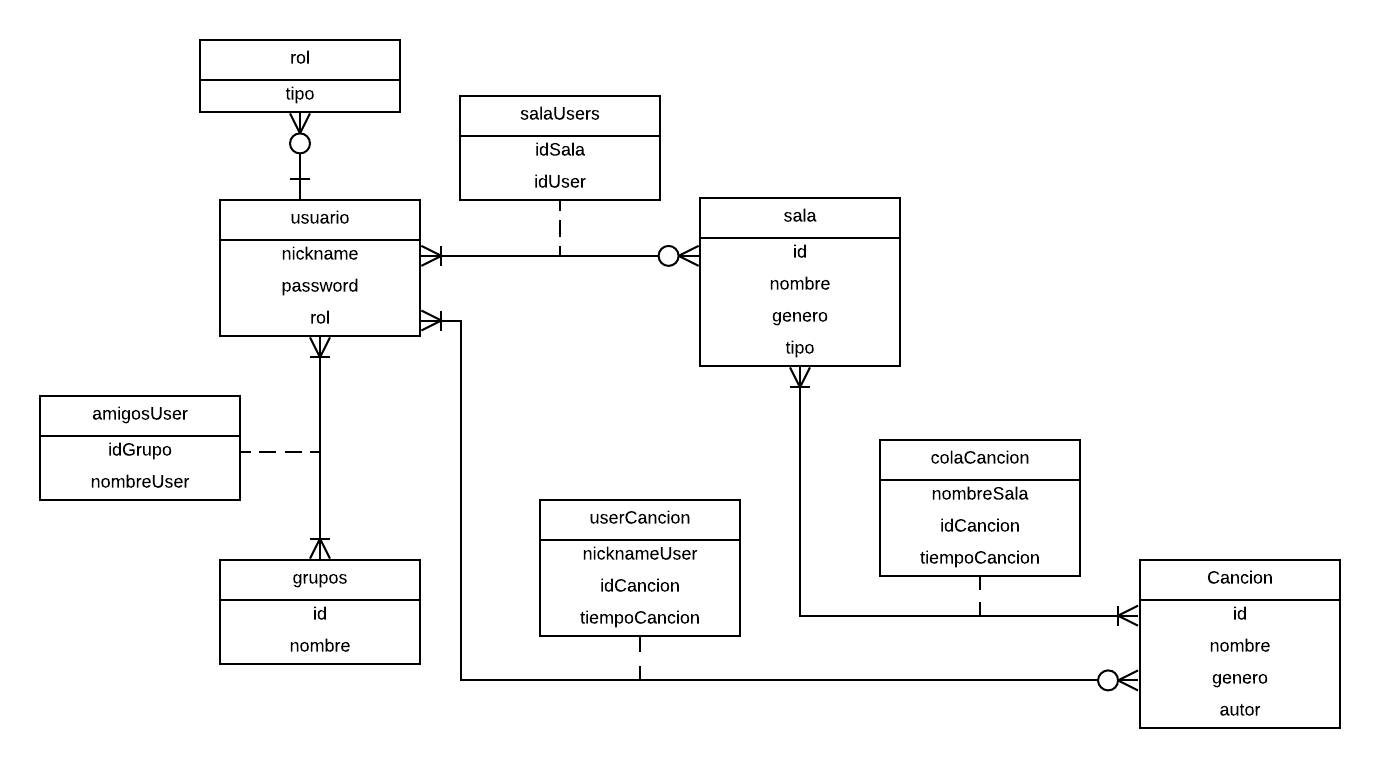 rol
tipo
salaUsers
idSala
idUser
usuario
nickname
password
rol
sala
id
nombre
genero
tipo
amigosUser
idGrupo
nombreUser
colaCancion
nombreSala
idCancion
tiempoCancion
userCancion
nicknameUser
idCancion
tiempoCancion
grupos
id
nombre
Cancion
id
nombre
genero
autor